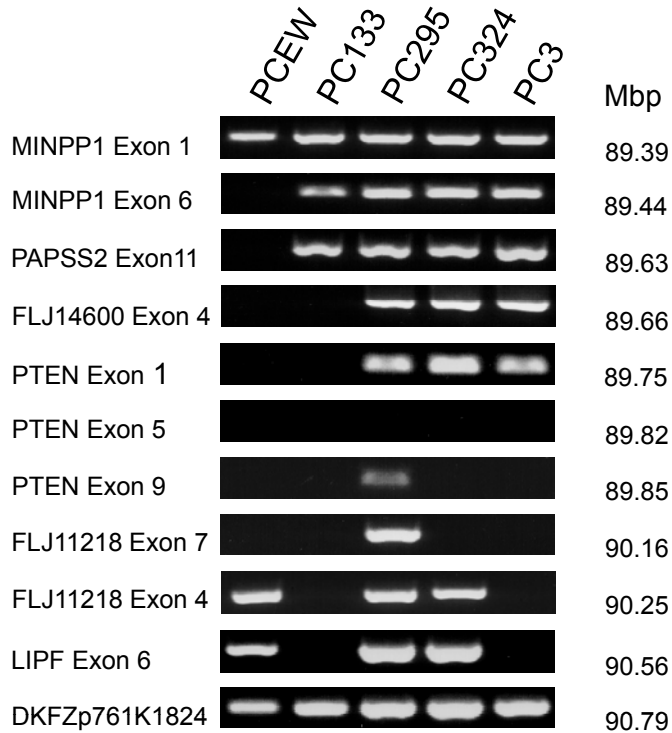 PCEW PC133 PC295 PC324 PC3
Mbp
MINPP1 Exon 1 89.39
MINPP1 Exon 6 89.44
PAPSS2 Exon11 89.63
FLJ14600 Exon 4 89.66
PTEN Exon 1 89.75
PTEN Exon 5 89.82
PTEN Exon 9 89.85
FLJ11218 Exon 7 90.16
FLJ11218 Exon 4 90.25
LIPF Exon 6 90.56
DKFZp761K1824 90.79